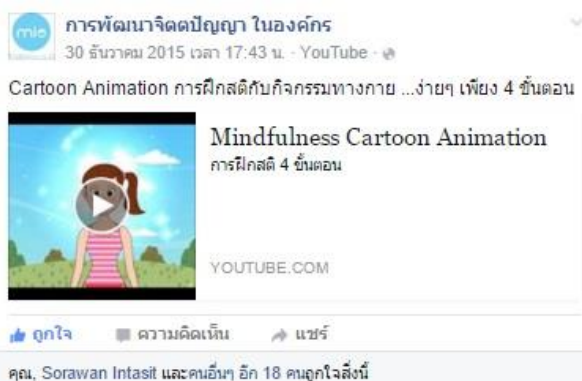 mio
การพัฒนาจิตตปัญญา ในองค์กร
30 ธันวาคม 2015 เวลา 17:43 น. · YouTube ·
Cartoon Animation การฝึกสติกับกิจกรรมทางกาย ...ง่ายๆ เพียง 4 ขั้นตอน
Mindfulness Cartoon Animation
การฝึกสติ 4 ขั้นตอน
YOUTUBE.COM
ถูกใจ ความคิดเห็น แชร์
คุณ, Sorawan Intasit และคนอื่นๆ อีก 18 คนถูกใจสิ่งนี้